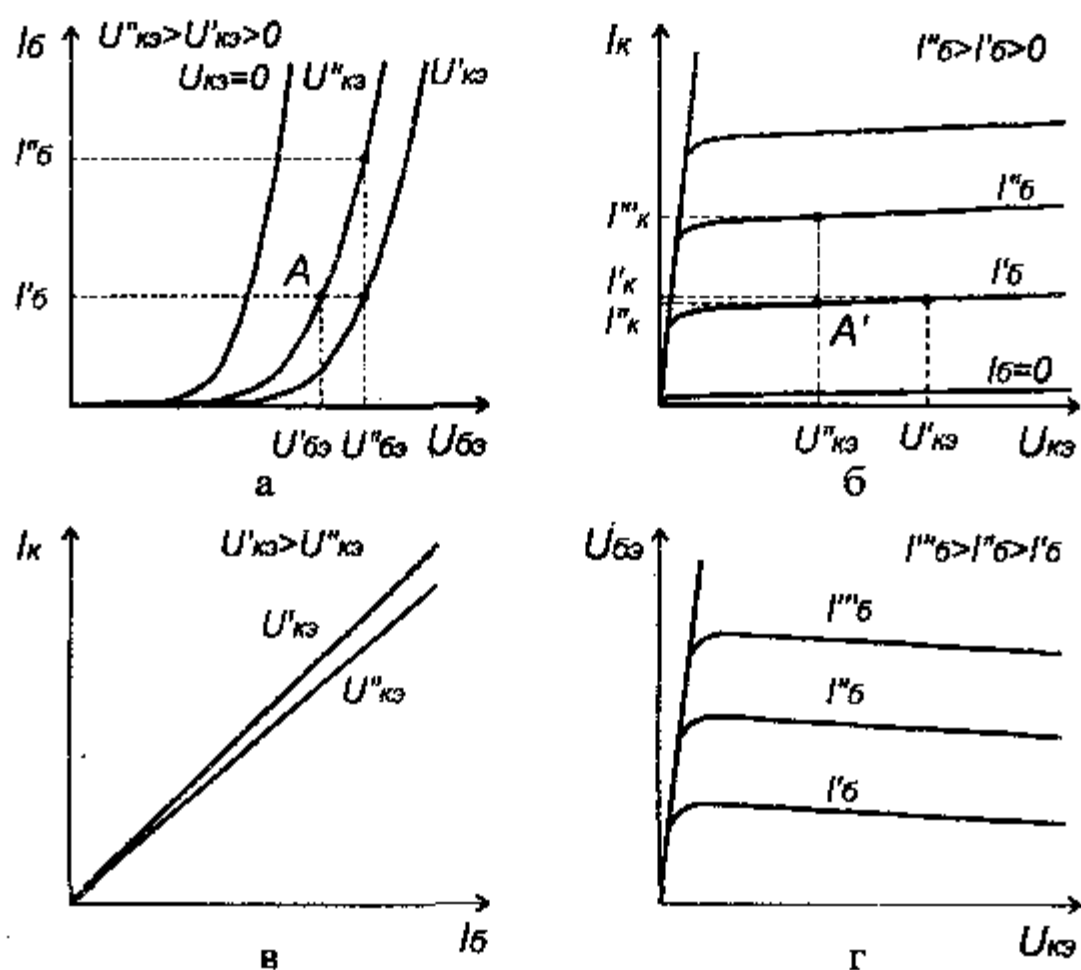 Iб U"кэ>U'кэ>0
Uкэ=0 U"кэ U'кэ
I"б
A
I'б
U'бэ U"бэ Uбэ
а
Iк I"б>I'б>0
I"б
I'''к
I'к I'б
I"к
A'
Iб=0
U"кэ U'кэ Uкэ
б
Iк U'кэ>U"кэ
U'кэ
U"кэ
Iб
в
Uбэ I'''б>I"б>I'б
I'''б
I"б
I'б
Uкэ
г